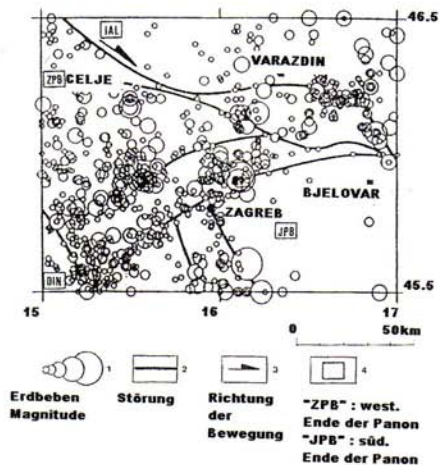 46.5
IAL
VARAZDIN
ZPB CELJE
BJELOVAR
ZAGREB
JPB
DIN
45.5
15 16 17
0 50km
1 2 3 4
Erdbeben
Magnitude
Störung
Richtung
der
Bewegung
"ZPB" : west.
Ende der Panon
"JPB" : süd.
Ende der Panon